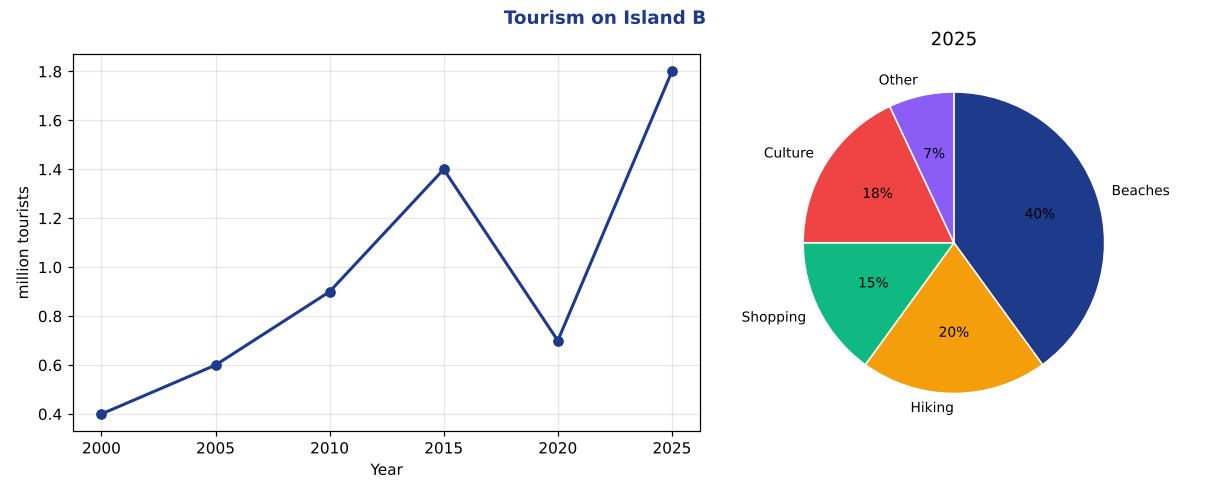 Tourism on Island B
million tourists
1.8
1.6
1.4
1.2
1.0
0.8
0.6
0.4
2000 2005 2010 2015 2020 2025
Year
2025
Other
7%
Culture
18%
Beaches
40%
Shopping
15%
Hiking
20%